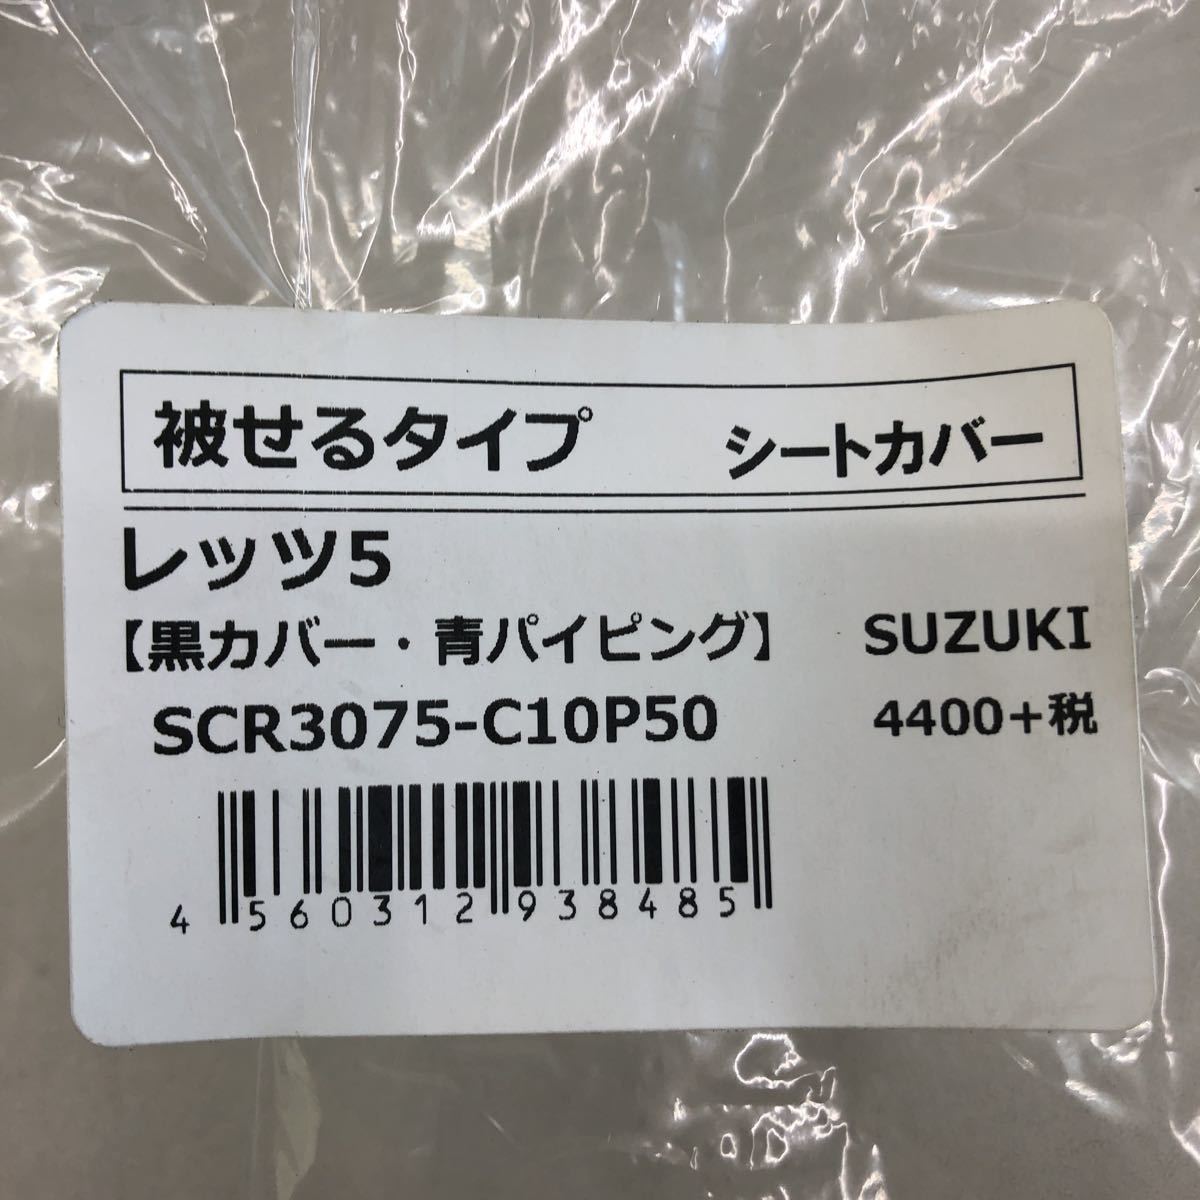 被せるタイプ シートカバー
レッツ5
【黒カバー・青パイピング】 SUZUKI
SCR3075-C10P50 4400+税
4 560312 938485